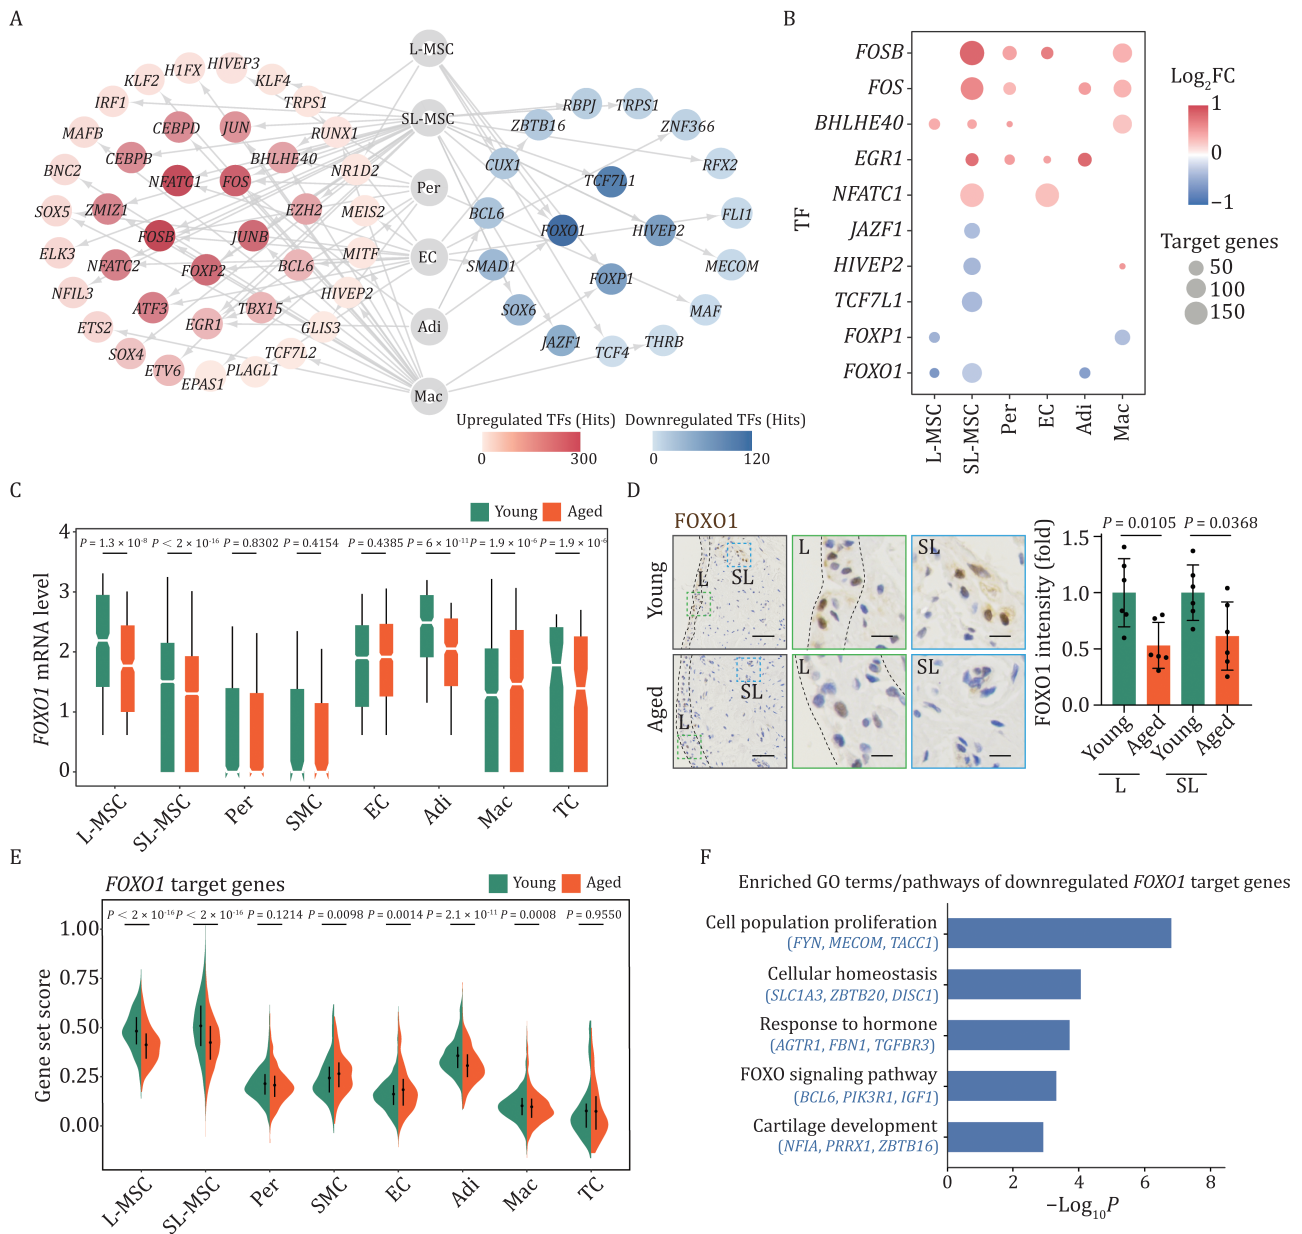 A
L-MSC
SL-MSC
Per
EC
Adi
Mac
HIVEP3
H1FX
KLF2
KLF4
IRF1
TRPS1
MAFB
CEBPD
JUN
RUNX1
CEBPB
BHLHE40
BNC2
NFATC1
FOS
NR1D2
SOX5
ZMIZ1
EZH2
MEIS2
FOSB
JUNB
ELK3
NFATC2
FOXP2
BCL6
MITF
NFIL3
ATF3
TBX15
HIVEP2
ETS2
EGR1
GLIS3
SOX4
ETV6
TCF7L2
EPAS1
PLAGL1
RBPJ
TRPS1
ZBTB16
ZNF366
CUX1
RFX2
TCF7L1
BCL6
FLI1
FOXO1
HIVEP2
SMAD1
MECOM
FOXP1
SOX6
MAF
JAZF1
TCF4
THRB
Upregulated TFs (Hits)
0 300
Downregulated TFs (Hits)
0 120
B
TF
FOSB
FOS
BHLHE40
EGR1
NFATC1
JAZF1
HIVEP2
TCF7L1
FOXP1
FOXO1
L-MSC
SL-MSC
Per
EC
Adi
Mac
Log2FC
1
0
−1
Target genes
50
100
150
C
Young Aged
FOXO1 mRNA level
4
3
2
1
0
P = 1.3 × 10-8 P < 2 × 10-16 P = 0.8302 P = 0.4154 P = 0.4385 P = 6 × 10-11 P = 1.9 × 10-6 P = 1.9 × 10-6
L-MSC
SL-MSC
Per
SMC
EC
Adi
Mac
TC
D
FOXO1
Young
Aged
L
SL
L
SL
L
SL
L
SL
FOXO1 intensity (fold)
P = 0.0105 P = 0.0368
1.5
1.0
0.5
0.0
Young
Aged
Young
Aged
L SL
E
FOXO1 target genes
Young Aged
Gene set score
P < 2 × 10-16 P < 2 × 10-16 P = 0.1214 P = 0.0098 P = 0.0014 P = 2.1 × 10-11 P = 0.0008 P = 0.9550
1.00
0.75
0.50
0.25
0.00
L-MSC
SL-MSC
Per
SMC
EC
Adi
Mac
TC
F
Enriched GO terms/pathways of downregulated FOXO1 target genes
Cell population proliferation
(FYN, MECOM, TACC1)
Cellular homeostasis
(SLC1A3, ZBTB20, DISC1)
Response to hormone
(AGTR1, FBN1, TGFBR3)
FOXO signaling pathway
(BCL6, PIK3R1, IGF1)
Cartilage development
(NFIA, PRRX1, ZBTB16)
0 2 4 6 8
−Log10P